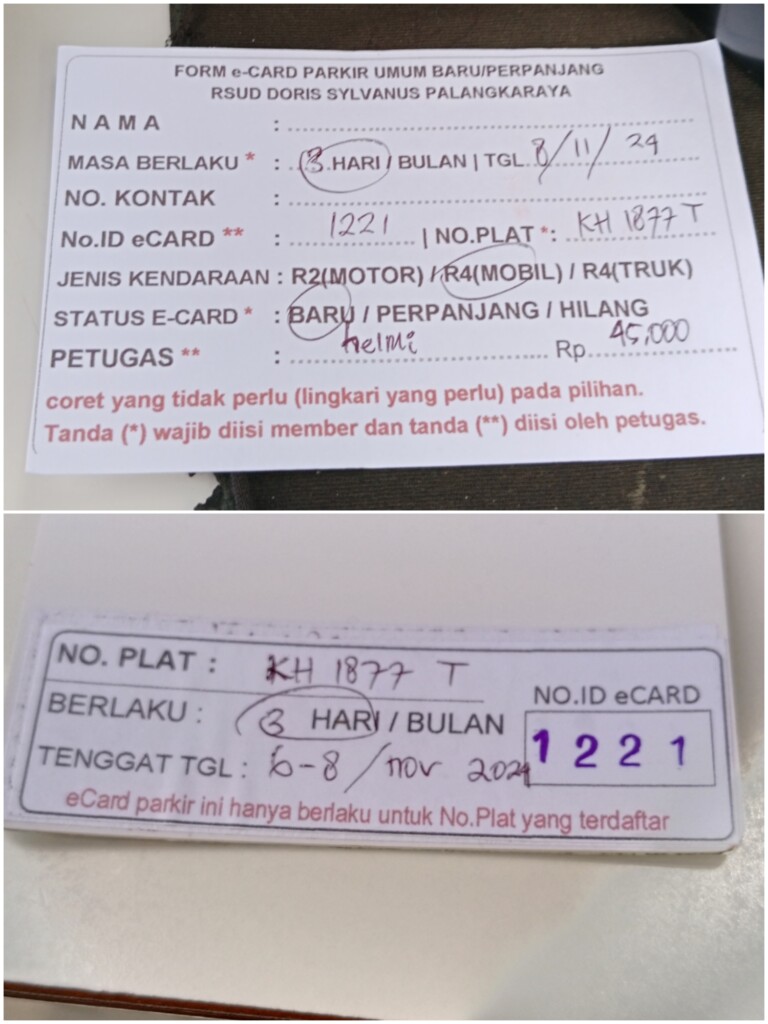 FORM e-CARD PARKIR UMUM BARU/PERPANJANG
RSUD DORIS SYLVANUS PALANGKARAYA
NAMA :
MASA BERLAKU * : 3 HARI / BULAN | TGL. 8/11/24
NO. KONTAK :
No.ID eCARD ** : 1221 | NO.PLAT *: KH 1877 T
JENIS KENDARAAN : R2(MOTOR) / R4(MOBIL) / R4(TRUK)
STATUS E-CARD * : BARU / PERPANJANG / HILANG
PETUGAS ** : helmi Rp. 45,000
coret yang tidak perlu (lingkari yang perlu) pada pilihan.
Tanda (*) wajib diisi member dan tanda (**) diisi oleh petugas.
NO. PLAT : KH 1877 T
BERLAKU : 3 HARI / BULAN
TENGGAT TGL : 6-8 / nov 2024
NO.ID eCARD
1221
eCard parkir ini hanya berlaku untuk No.Plat yang terdaftar